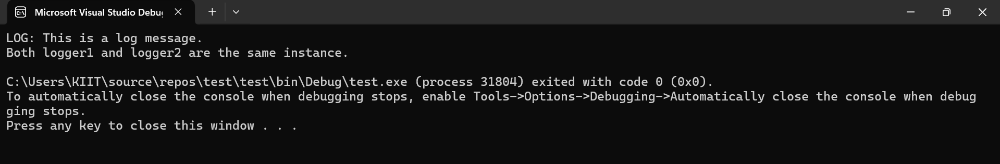 Microsoft Visual Studio Debu
LOG: This is a log message.
Both logger1 and logger2 are the same instance.
C:\Users\KIIT\source\repos\test\test\bin\Debug\test.exe (process 31804) exited with code 0 (0x0).
To automatically close the console when debugging stops, enable Tools->Options->Debugging->Automatically close the console when debug
ging stops.
Press any key to close this window . . .